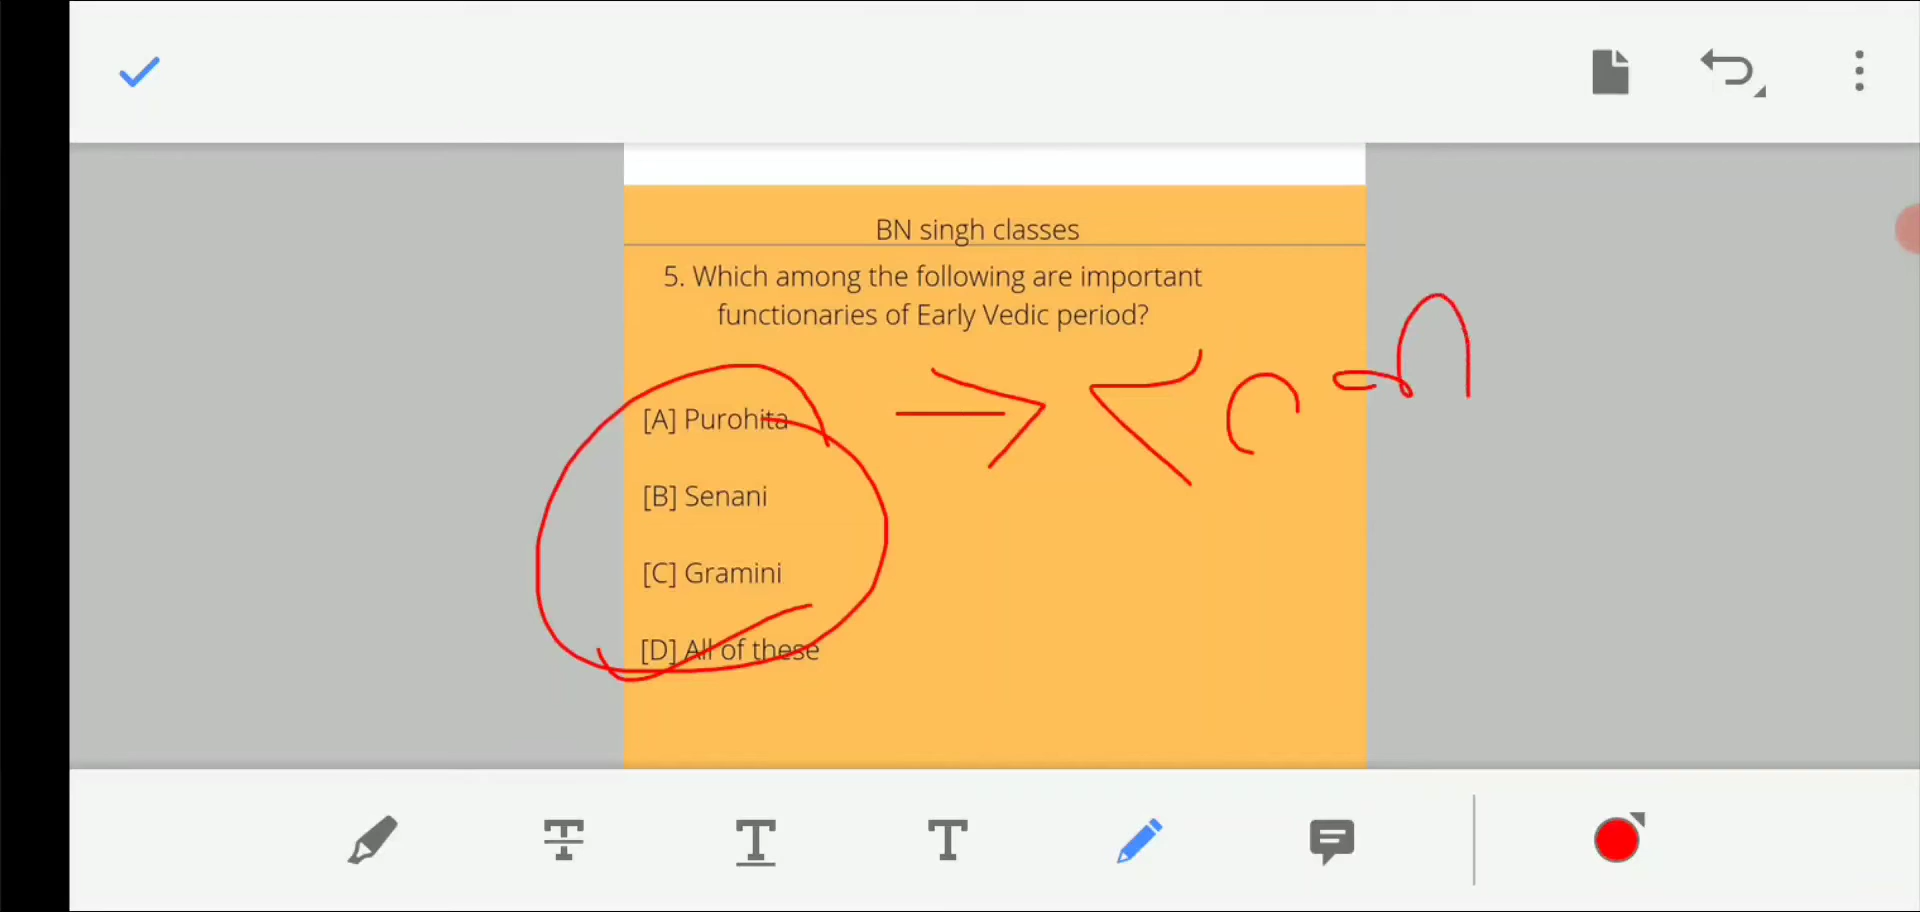 BN singh classes
5. Which among the following are important
functionaries of Early Vedic period?
[A] Purohita
[B] Senani
[C] Gramini
[D] All of these